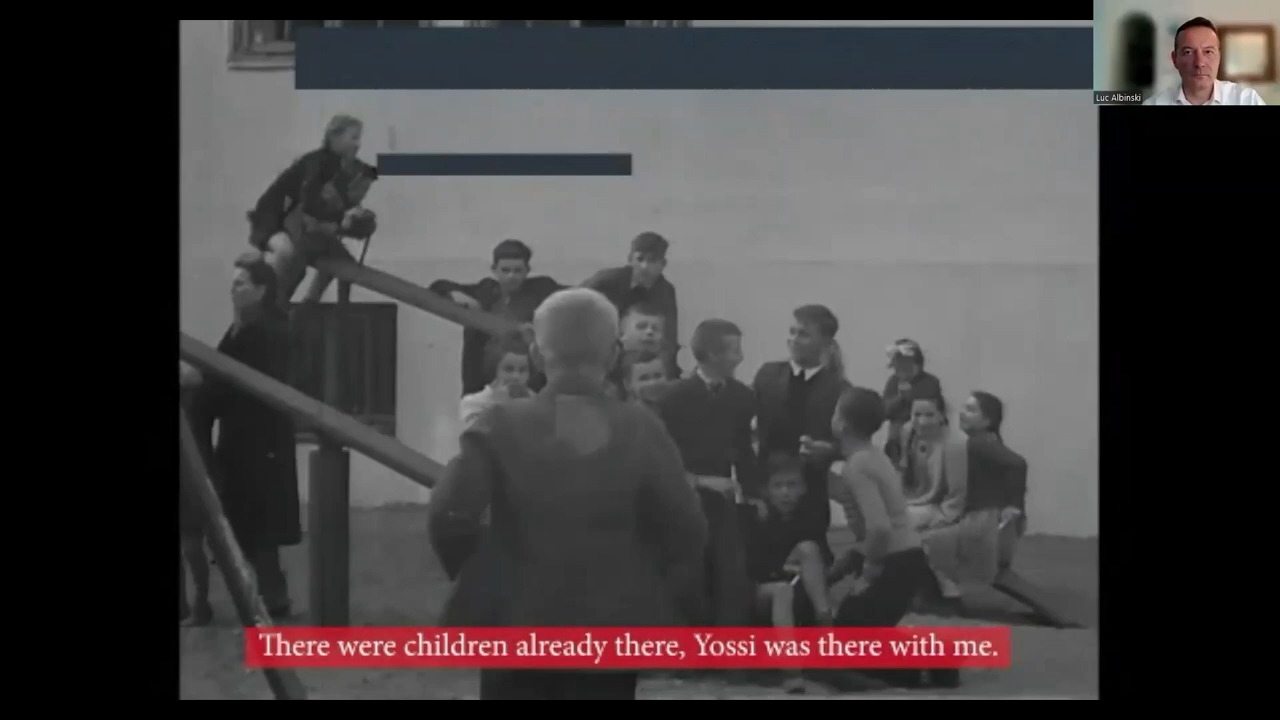 Luc Albinski
There were children already there, Yossi was there with me.